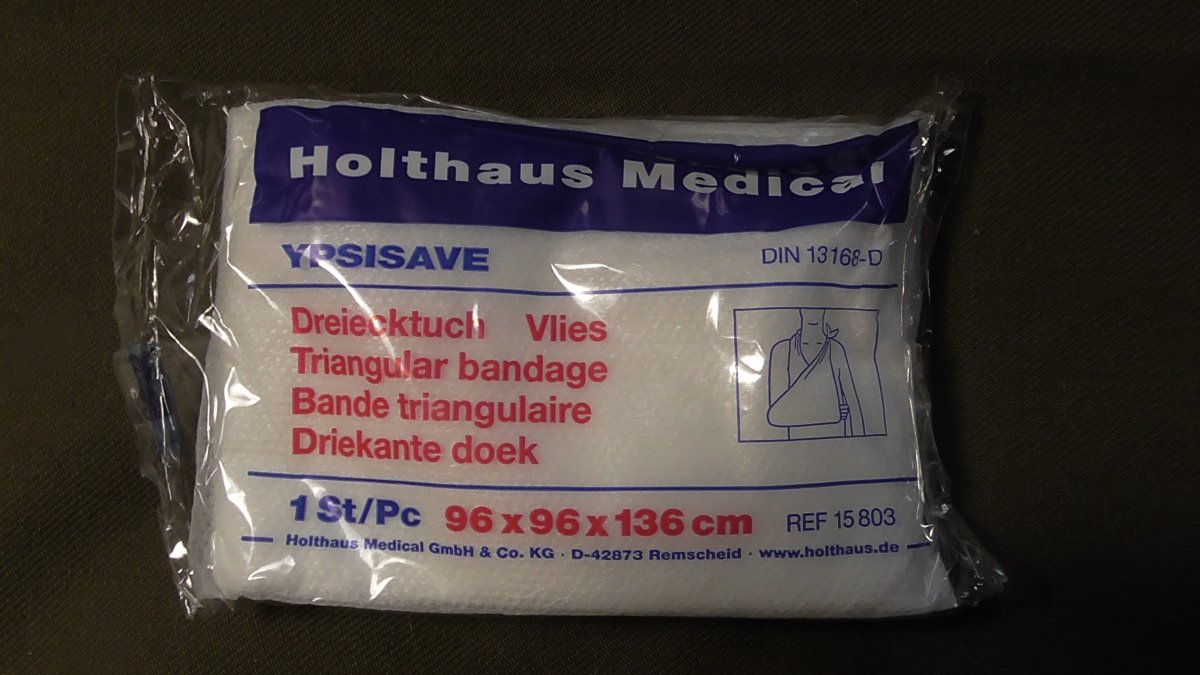 Holthaus Medical
YPSISAVE
DIN 13168-D
Dreiecktuch Vlies
Triangular bandage
Bande triangulaire
Driekante doek
1 St/Pc 96 x 96 x 136 cm REF 15 803
Holthaus Medical GmbH & Co. KG · D-42873 Remscheid · www.holthaus.de